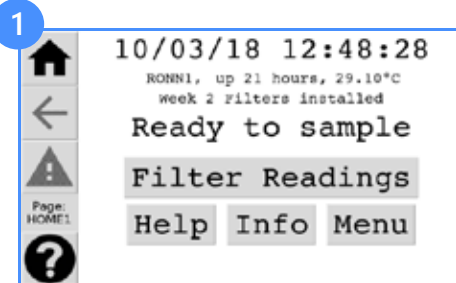 1
10/03/18 12:48:28
RONN1, up 21 hours, 29.10°C
Week 2 Filters installed
Ready to sample
Filter Readings
Page:
HOME1
Help Info Menu
?